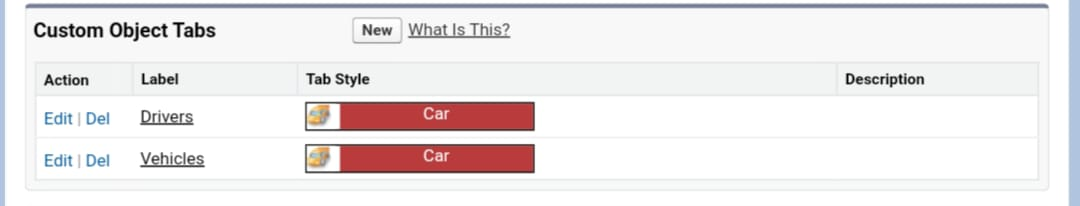 Custom Object Tabs New What Is This?
Action Label Tab Style Description
Edit | Del Drivers Car
Edit | Del Vehicles Car